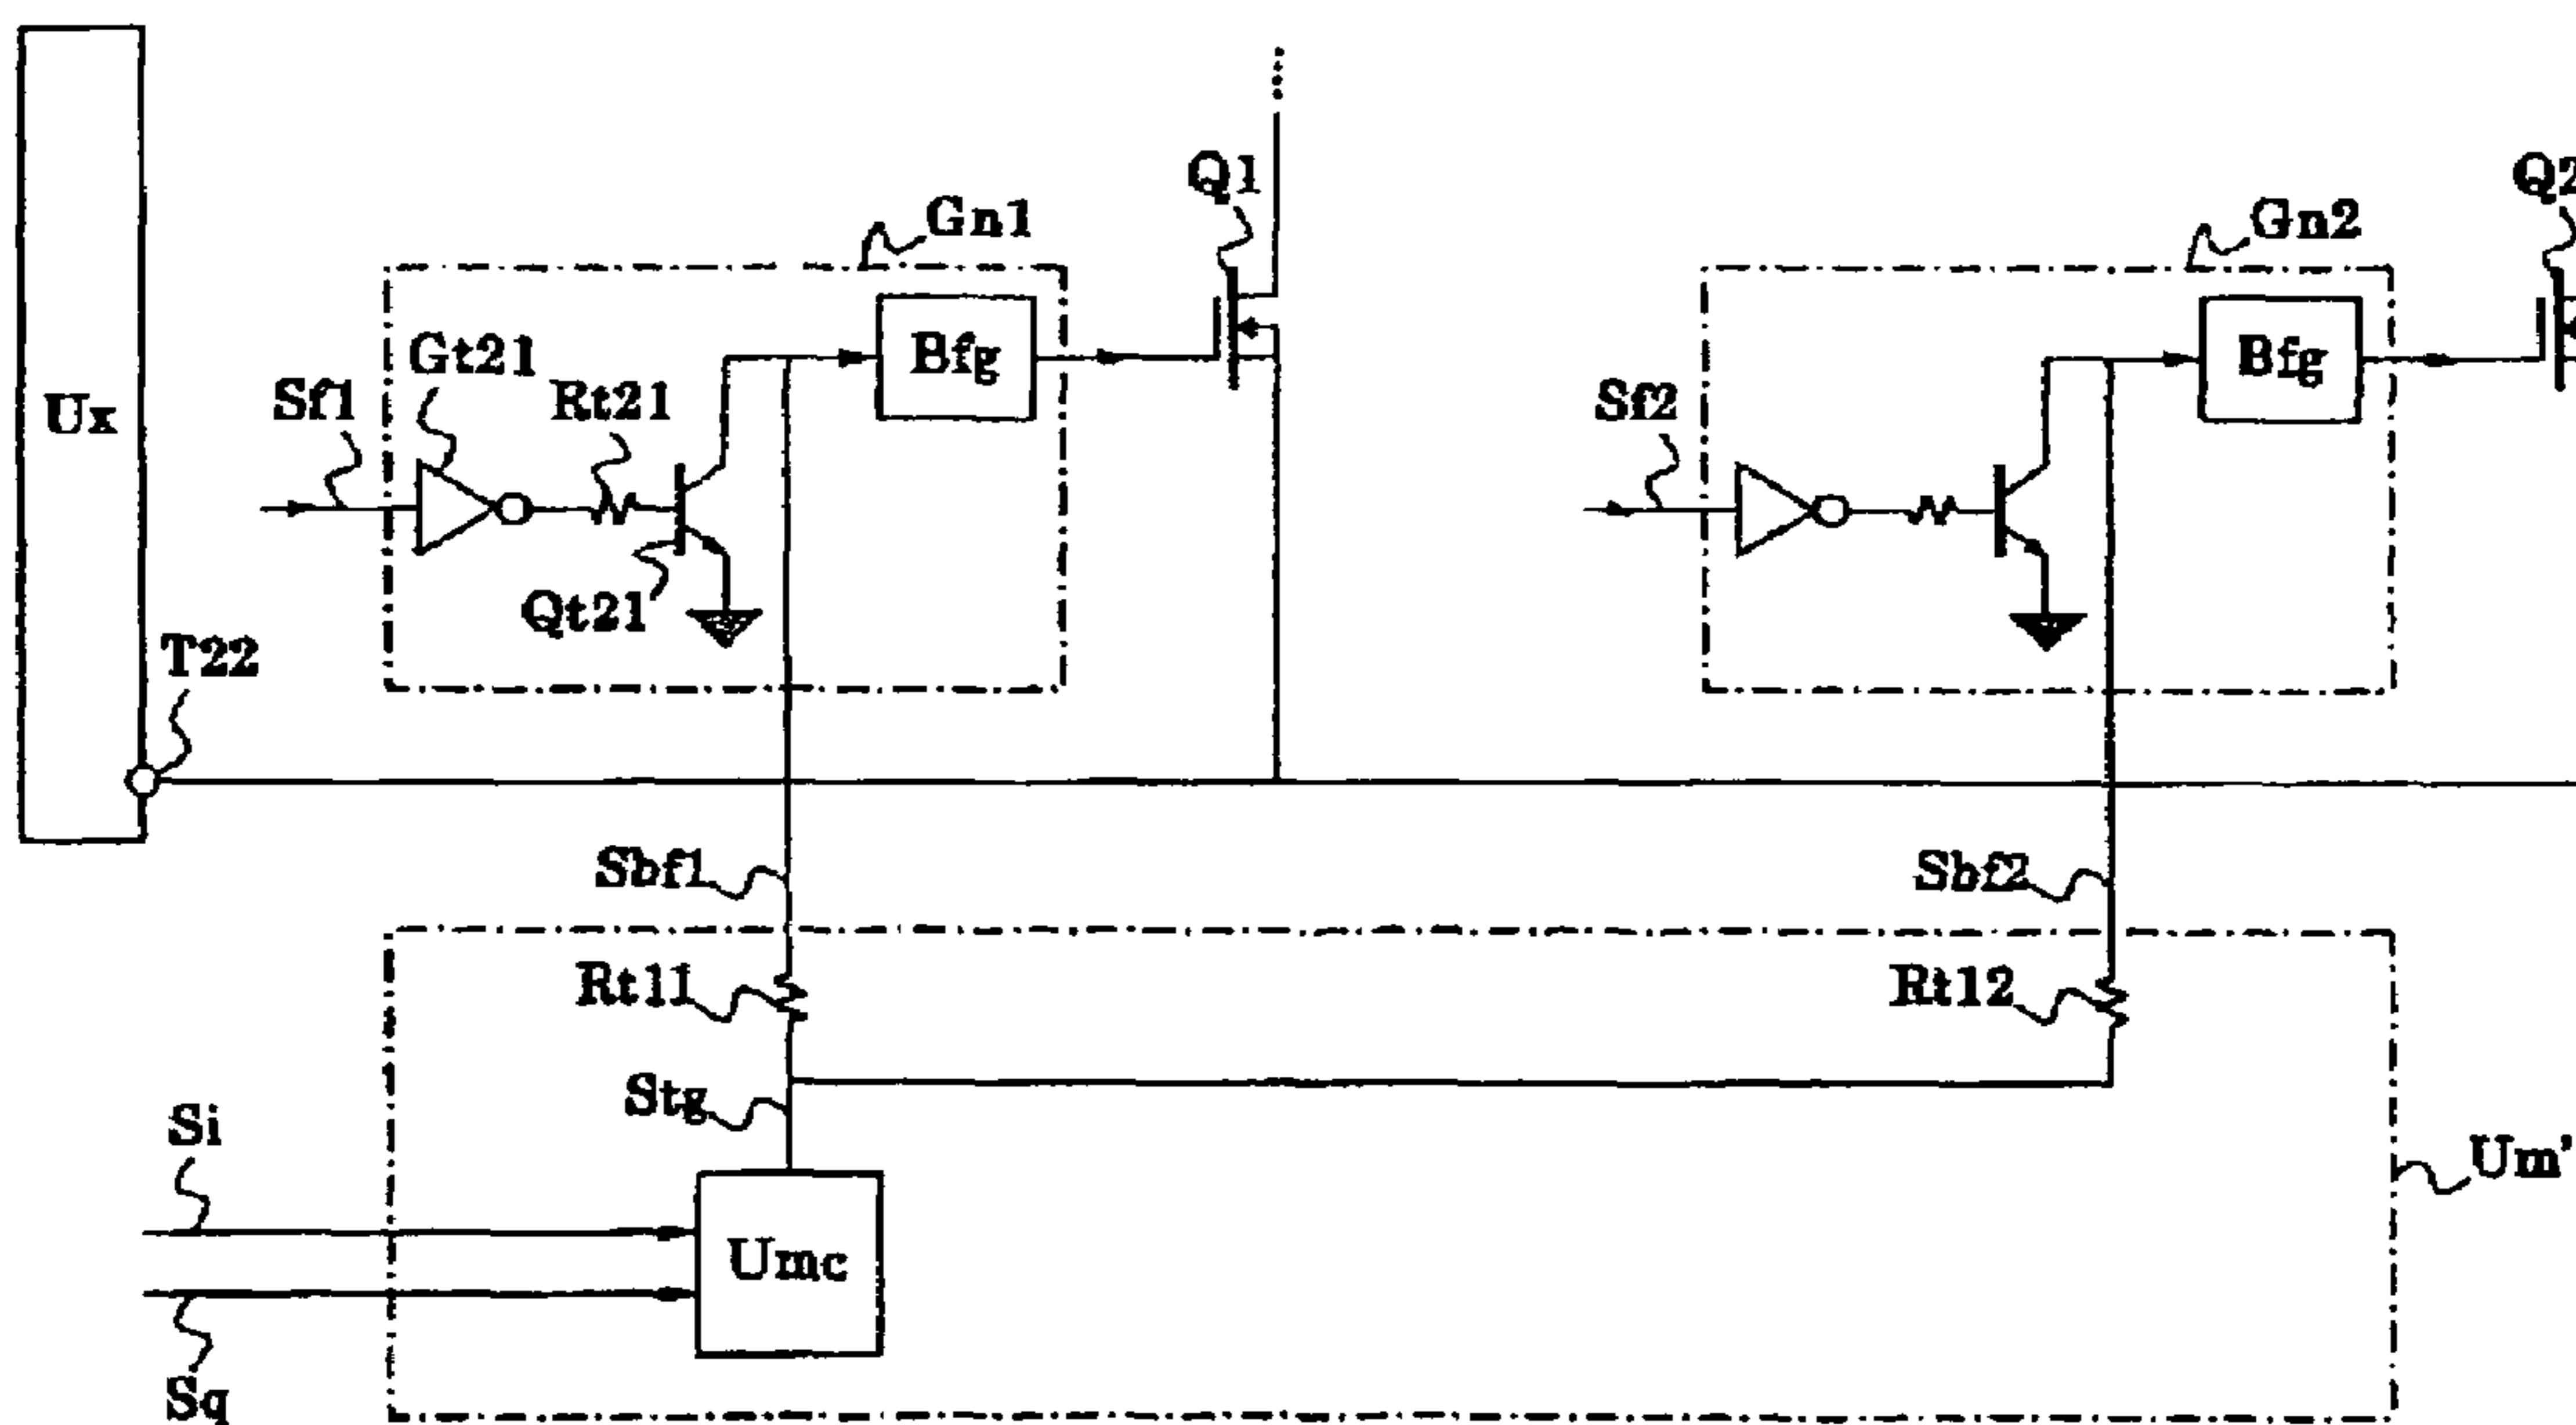 Q1
Q2
Gn1
Gn2
Gt21
Bfg
Bfg
Ux
Sf1
Rt21
Sf2
Qt21
T22
Sbf1
Sbf2
Rt11
Rt12
Stg
Si
Um'
Umc
Sq